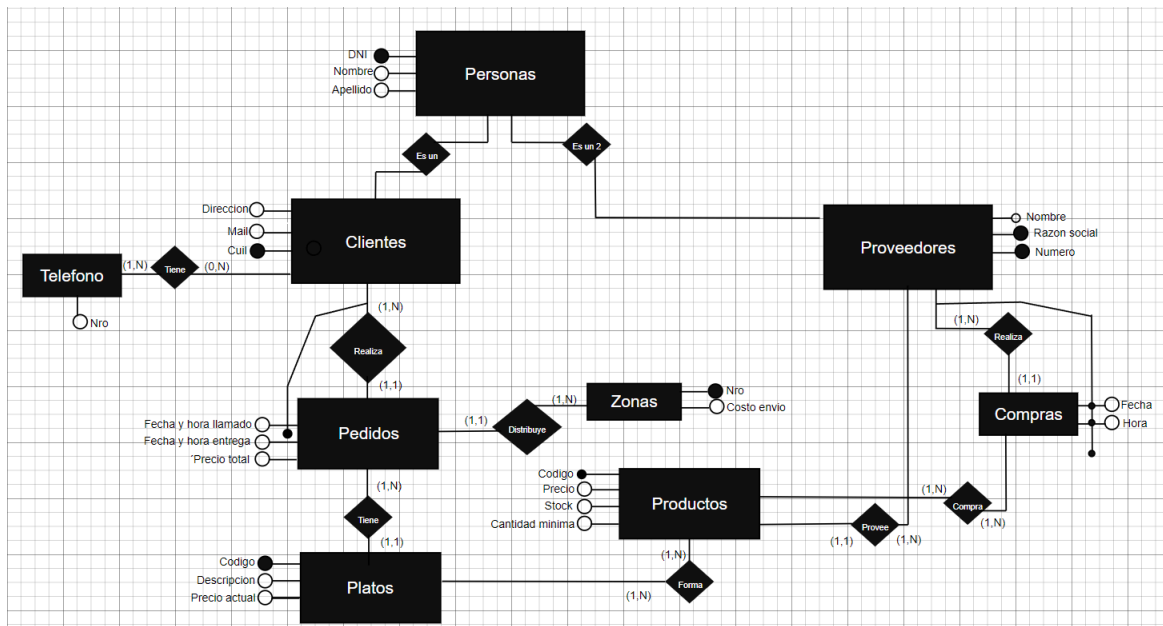 DNI
Nombre
Apellido
Personas
Es un
Es un 2
Direccion
Mail
Cuil
Clientes
Proveedores
Nombre
Razon social
Numero
Telefono
(1,N)
Tiene
(0,N)
Nro
(1,N)
Realiza
(1,1)
(1,N)
Realiza
(1,1)
Fecha y hora llamado
Fecha y hora entrega
´Precio total
Pedidos
(1,1)
Distribuye
(1,N)
Zonas
Nro
Costo envio
Compras
Fecha
Hora
(1,N)
Tiene
(1,1)
Codigo
Precio
Stock
Cantidad minima
Productos
(1,N)
Compra
(1,N)
(1,1)
Provee
(1,N)
Codigo
Descripcion
Precio actual
Platos
(1,N)
Forma
(1,N)